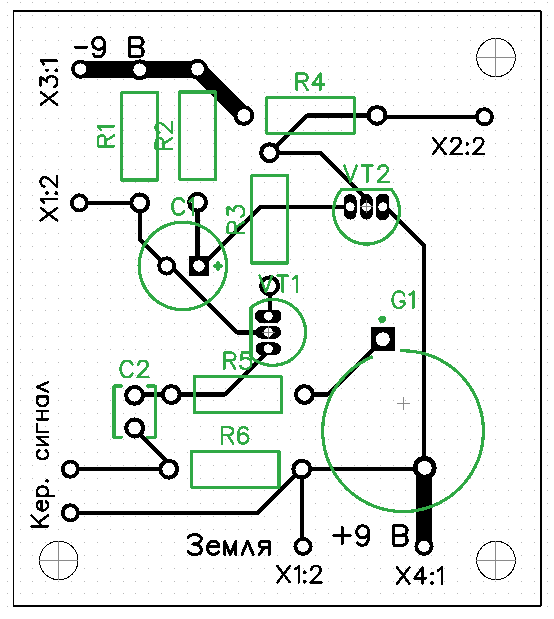 -9 В
X3:1
R4
R1
R2
X2:2
VT2
X1:2
C1
R3
VT1
G1
R5
C2
Кер. сигнал
R6
Земля
+9 В
X1:2
X4:1